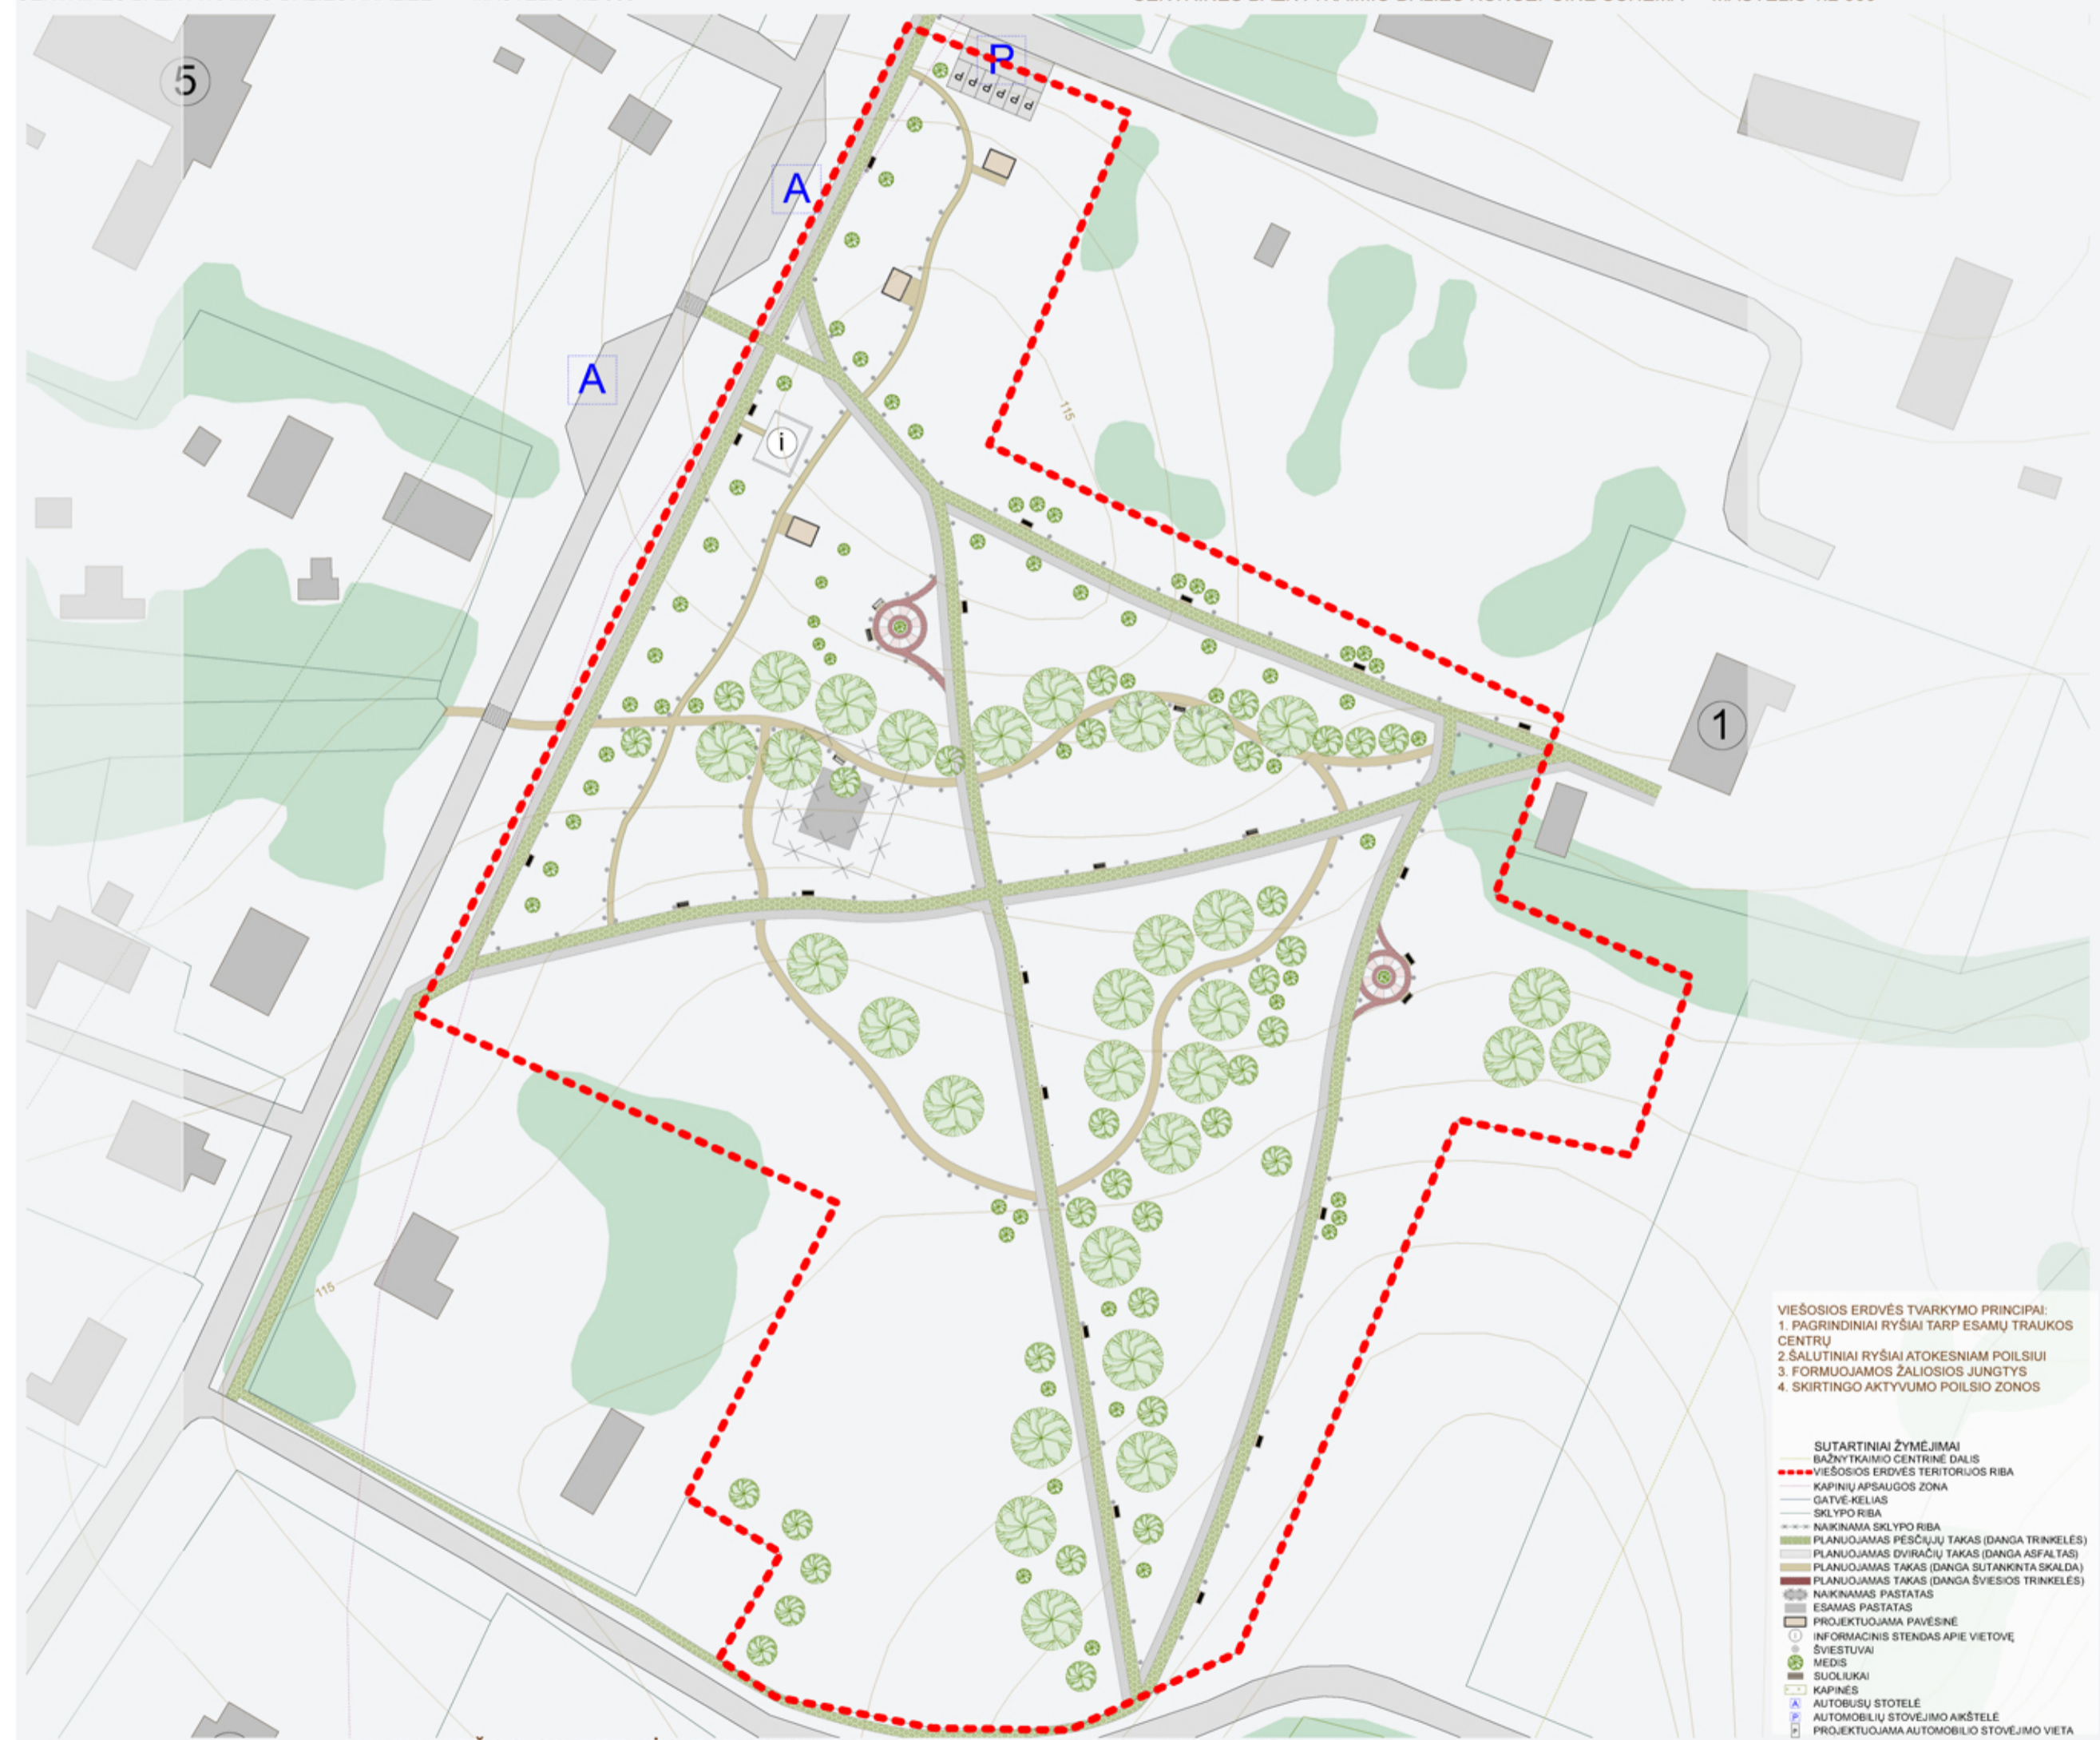 5
P
d d d d d d
A
A
i
115
1
115
VIEŠOSIOS ERDVĖS TVARKYMO PRINCIPAI:
1. PAGRINDINIAI RYŠIAI TARP ESAMŲ TRAUKOS
CENTRŲ
2.ŠALUTINIAI RYŠIAI ATOKESNIAM POILSIUI
3. FORMUOJAMOS ŽALIOSIOS JUNGTYS
4. SKIRTINGO AKTYVUMO POILSIO ZONOS
SUTARTINIAI ŽYMĖJIMAI
BAŽNYTKAIMIO CENTRINĖ DALIS
VIEŠOSIOS ERDVĖS TERITORIJOS RIBA
KAPINIŲ APSAUGOS ZONA
GATVĖ-KELIAS
SKLYPO RIBA
NAIKINAMA SKLYPO RIBA
PLANUOJAMAS PĖSČIŲJŲ TAKAS (DANGA TRINKELĖS)
PLANUOJAMAS DVIRAČIŲ TAKAS (DANGA ASFALTAS)
PLANUOJAMAS TAKAS (DANGA SUTANKINTA SKALDA)
PLANUOJAMAS TAKAS (DANGA ŠVIESIOS TRINKELĖS)
NAIKINAMAS PASTATAS
ESAMAS PASTATAS
PROJEKTUOJAMA PAVĖSINĖ
i INFORMACINIS STENDAS APIE VIETOVĘ
ŠVIESTUVAI
MEDIS
SUOLIUKAI
KAPINĖS
A AUTOBUSŲ STOTELĖ
P AUTOMOBILIŲ STOVĖJIMO AIKŠTELĖ
P PROJEKTUOJAMA AUTOMOBILIO STOVĖJIMO VIETA